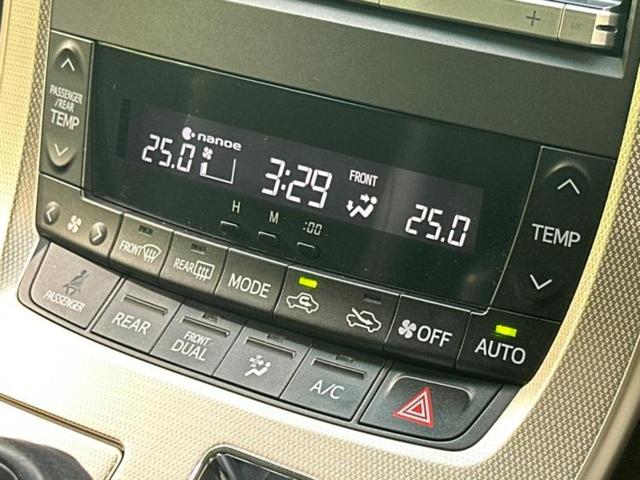 +
PASSENGER
/REAR
TEMP
nanoe
25.0
3:29
FRONT
25.0
H
M
:00
TEMP
FRONT
REAR
MODE
OFF
AUTO
PASSENGER
REAR
FRONT
DUAL
A/C